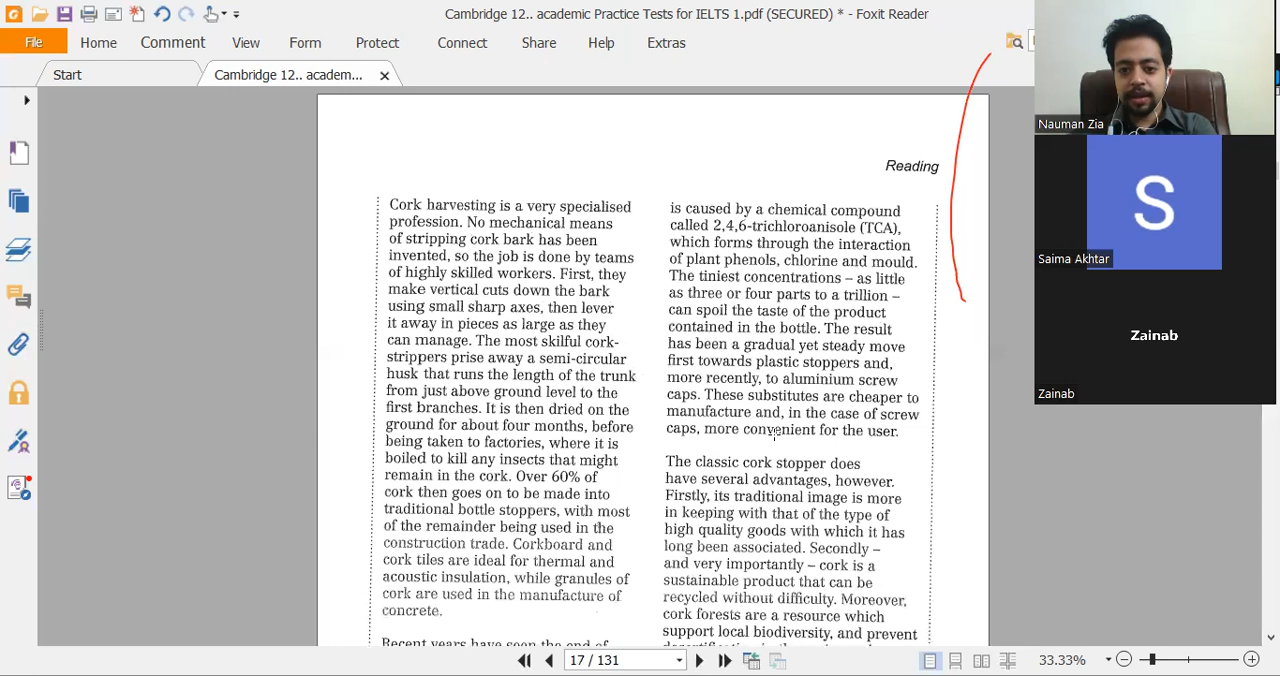 Cambridge 12.. academic Practice Tests for IELTS 1.pdf (SECURED) * - Foxit Reader
File Home Comment View Form Protect Connect Share Help Extras
Start Cambridge 12.. academ...
Reading
Cork harvesting is a very specialised
profession. No mechanical means
of stripping cork bark has been
invented, so the job is done by teams
of highly skilled workers. First, they
make vertical cuts down the bark
using small sharp axes, then lever
it away in pieces as large as they
can manage. The most skilful cork-
strippers prise away a semi-circular
husk that runs the length of the trunk
from just above ground level to the
first branches. It is then dried on the
ground for about four months, before
being taken to factories, where it is
boiled to kill any insects that might
remain in the cork. Over 60% of
cork then goes on to be made into
traditional bottle stoppers, with most
of the remainder being used in the
construction trade. Corkboard and
cork tiles are ideal for thermal and
acoustic insulation, while granules of
cork are used in the manufacture of
concrete.
Recent years have seen the end of
is caused by a chemical compound
called 2,4,6-trichloroanisole (TCA),
which forms through the interaction
of plant phenols, chlorine and mould.
The tiniest concentrations – as little
as three or four parts to a trillion –
can spoil the taste of the product
contained in the bottle. The result
has been a gradual yet steady move
first towards plastic stoppers and,
more recently, to aluminium screw
caps. These substitutes are cheaper to
manufacture and, in the case of screw
caps, more convenient for the user.
The classic cork stopper does
have several advantages, however.
Firstly, its traditional image is more
in keeping with that of the type of
high quality goods with which it has
long been associated. Secondly –
and very importantly – cork is a
sustainable product that can be
recycled without difficulty. Moreover,
cork forests are a resource which
support local biodiversity, and prevent
Nauman Zia
S
Saima Akhtar
Zainab
Zainab
17 / 131
33.33%